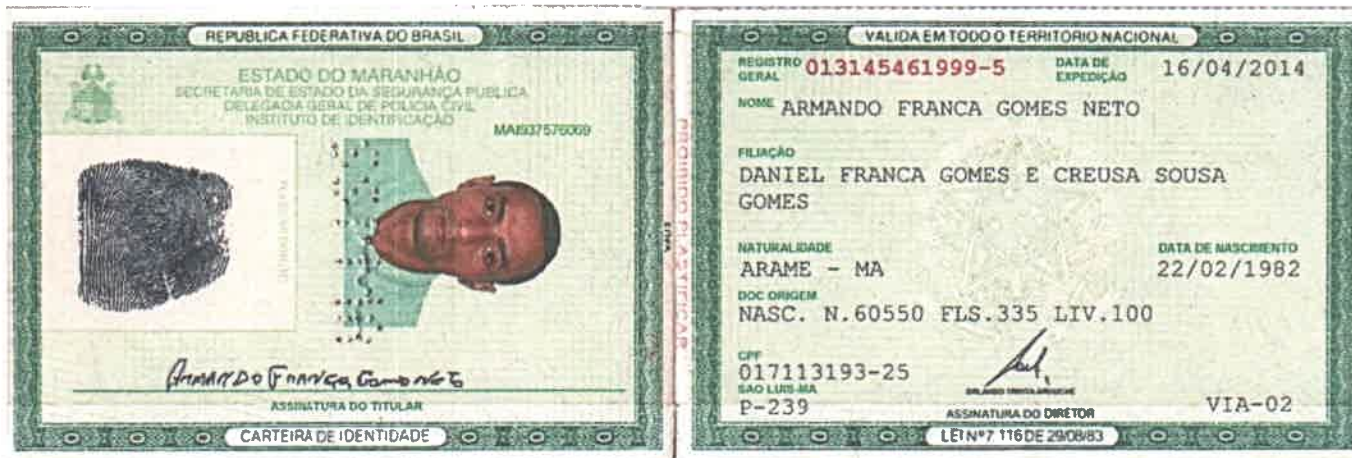 REPUBLICA FEDERATIVA DO BRASIL
ESTADO DO MARANHÃO
SECRETARIA DE ESTADO DA SEGURANÇA PUBLICA
DELEGACIA GERAL DE POLICIA CIVIL
INSTITUTO DE IDENTIFICAÇÃO
MAI937576069
ASSINATURA DO TITULAR
CARTEIRA DE IDENTIDADE
PROIBIDO PLASTIFICAR
VALIDA EM TODO O TERRITORIO NACIONAL
REGISTRO GERAL 013145461999-5 DATA DE EXPEDIÇÃO 16/04/2014
NOME ARMANDO FRANCA GOMES NETO
FILIAÇÃO
DANIEL FRANCA GOMES E CREUSA SOUSA
GOMES
NATURALIDADE DATA DE NASCIMENTO
ARAME - MA 22/02/1982
DOC ORIGEM
NASC. N.60550 FLS.335 LIV.100
CPF
017113193-25
SAO LUIS-MA
P-239 ASSINATURA DO DIRETOR VIA-02
LEI Nº 7.116 DE 29/08/83